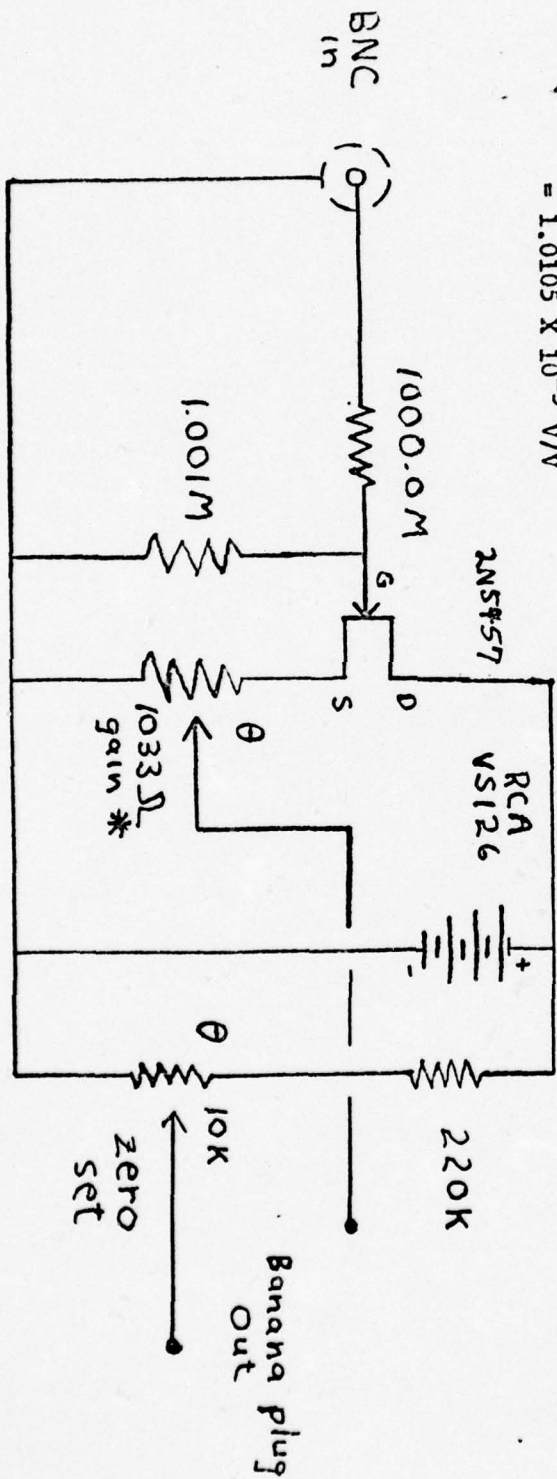 = 1.0105 X 10⁻³ V/V
BNC
in
1000.0M
2N5457
RCA
VS126
G
D
S
+
-
1.001M
θ
1033Ω
gain *
220K
θ
10K
zero
set
Banana plug
out